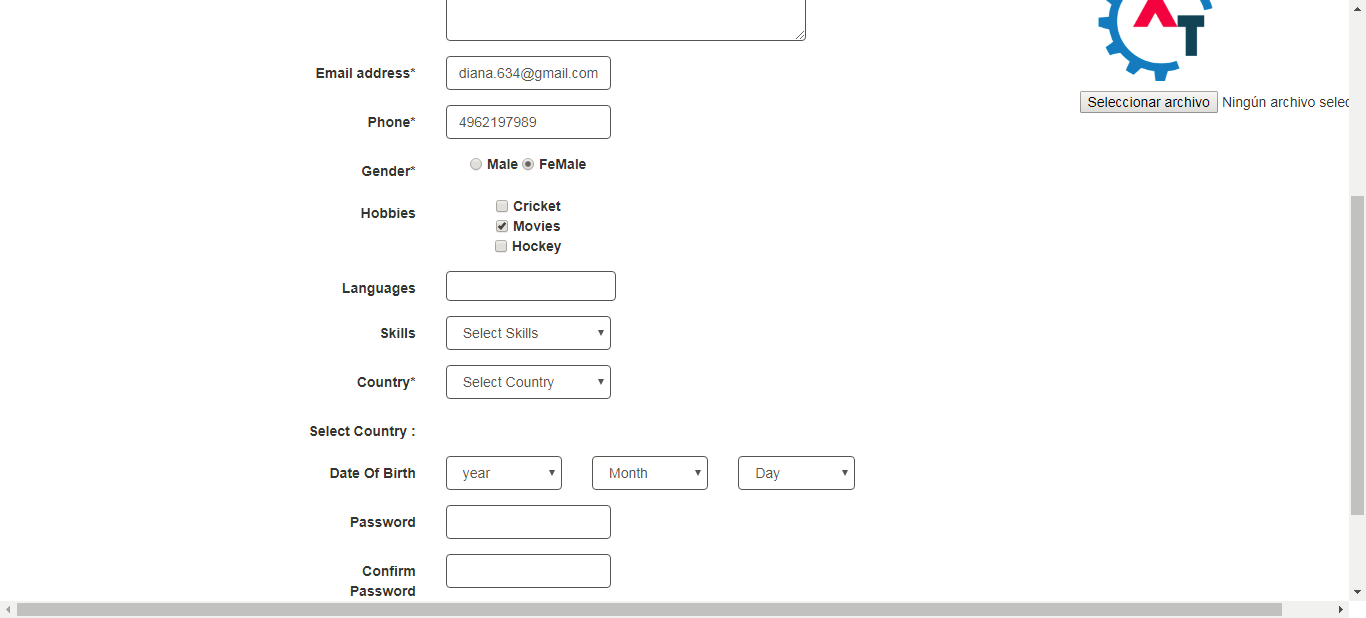 Email address* diana.634@gmail.com
Seleccionar archivo Ningún archivo selec
Phone* 4962197989
Gender* Male FeMale
Hobbies Cricket
Movies
Hockey
Languages
Skills Select Skills
Country* Select Country
Select Country :
Date Of Birth year Month Day
Password
Confirm
Password